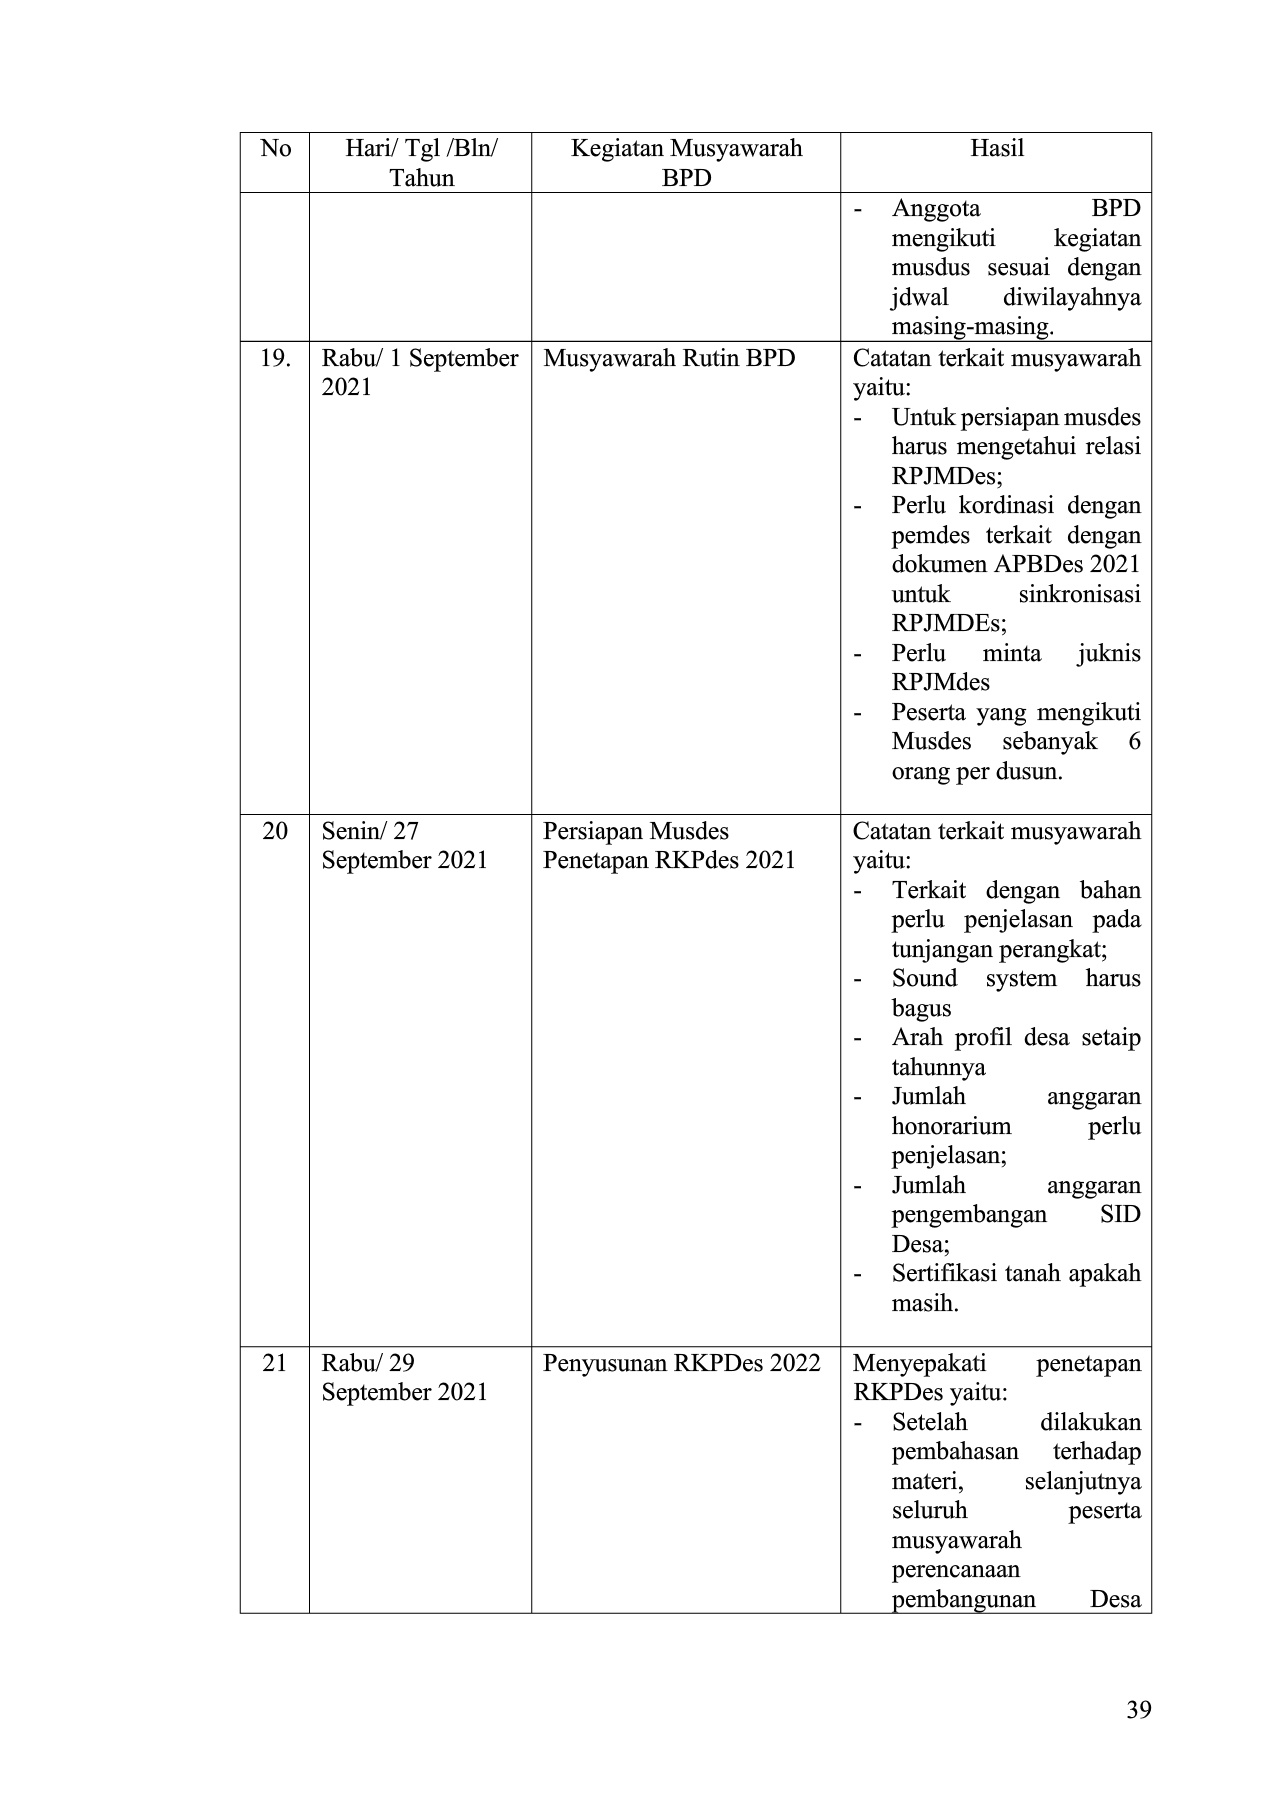 No
Hari/ Tgl /Bln/
Tahun
Kegiatan Musyawarah
BPD
Hasil
- Anggota BPD
mengikuti kegiatan
musdus sesuai dengan
jdwal diwilayahnya
masing-masing.
19.
Rabu/ 1 September
2021
Musyawarah Rutin BPD
Catatan terkait musyawarah
yaitu:
- Untuk persiapan musdes
harus mengetahui relasi
RPJMDes;
- Perlu kordinasi dengan
pemdes terkait dengan
dokumen APBDes 2021
untuk sinkronisasi
RPJMDEs;
- Perlu minta juknis
RPJMdes
- Peserta yang mengikuti
Musdes sebanyak 6
orang per dusun.
20
Senin/ 27
September 2021
Persiapan Musdes
Penetapan RKPdes 2021
Catatan terkait musyawarah
yaitu:
- Terkait dengan bahan
perlu penjelasan pada
tunjangan perangkat;
- Sound system harus
bagus
- Arah profil desa setaip
tahunnya
- Jumlah anggaran
honorarium perlu
penjelasan;
- Jumlah anggaran
pengembangan SID
Desa;
- Sertifikasi tanah apakah
masih.
21
Rabu/ 29
September 2021
Penyusunan RKPDes 2022
Menyepakati penetapan
RKPDes yaitu:
- Setelah dilakukan
pembahasan terhadap
materi, selanjutnya
seluruh peserta
musyawarah
perencanaan
pembangunan Desa
39